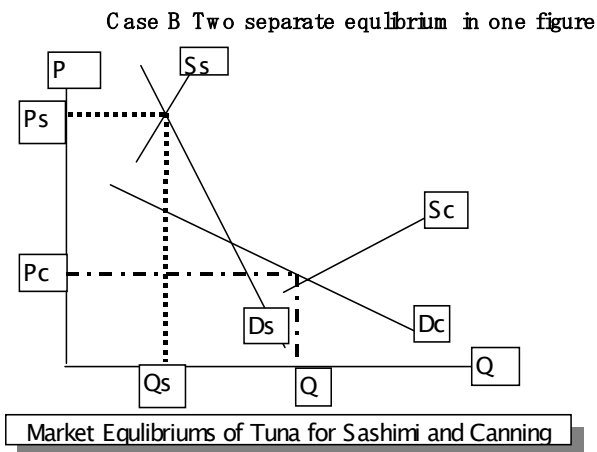 Case B Two separate equlibrium in one figure
P
Ss
Ps
Sc
Pc
Ds
Dc
Q
Qs
Q
Market Equlibriums of Tuna for Sashimi and Canning